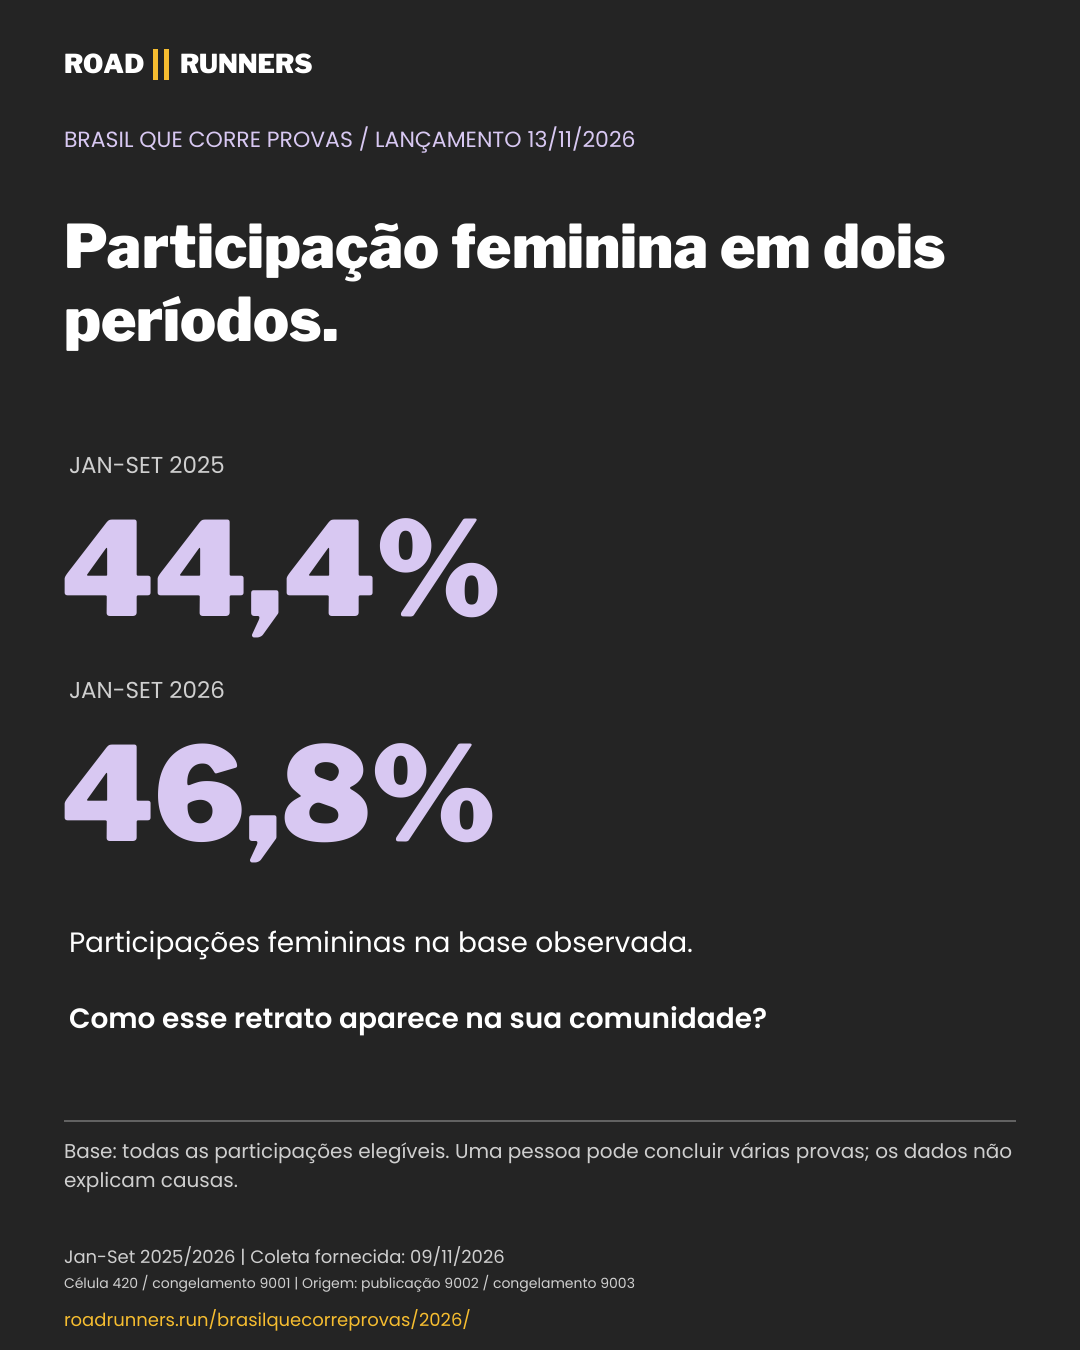 ROAD || RUNNERS
BRASIL QUE CORRE PROVAS / LANÇAMENTO 13/11/2026
Participação feminina em dois
períodos.
JAN-SET 2025
44,4%
JAN-SET 2026
46,8%
Participações femininas na base observada.
Como esse retrato aparece na sua comunidade?
Base: todas as participações elegíveis. Uma pessoa pode concluir várias provas; os dados não
explicam causas.
Jan-Set 2025/2026 | Coleta fornecida: 09/11/2026
Célula 420 / congelamento 9001 | Origem: publicação 9002 / congelamento 9003
roadrunners.run/brasilquecorreprovas/2026/